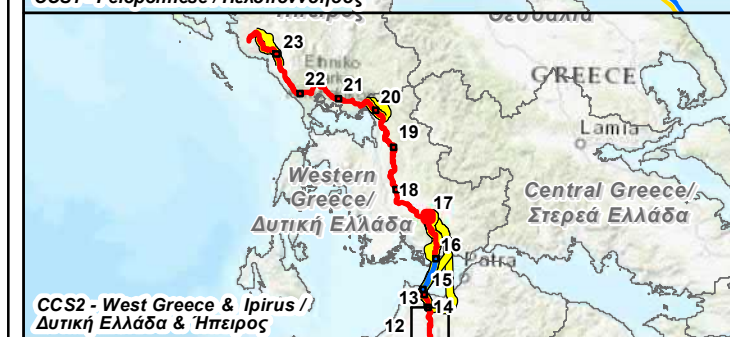 CCS1 - Peloponnese / Πελοπόννησος
Ήπειρος
Θεσσαλία
23
Ethniko
GREECE
22
21
20
Lamia
19
Western
Greece/
Δυτική Ελλάδα
18
17
Central Greece/
Στερεά Ελλάδα
16
Patra
15
CCS2 - West Greece & Ipirus /
Δυτική Ελλάδα & Ήπειρος
13
14
12